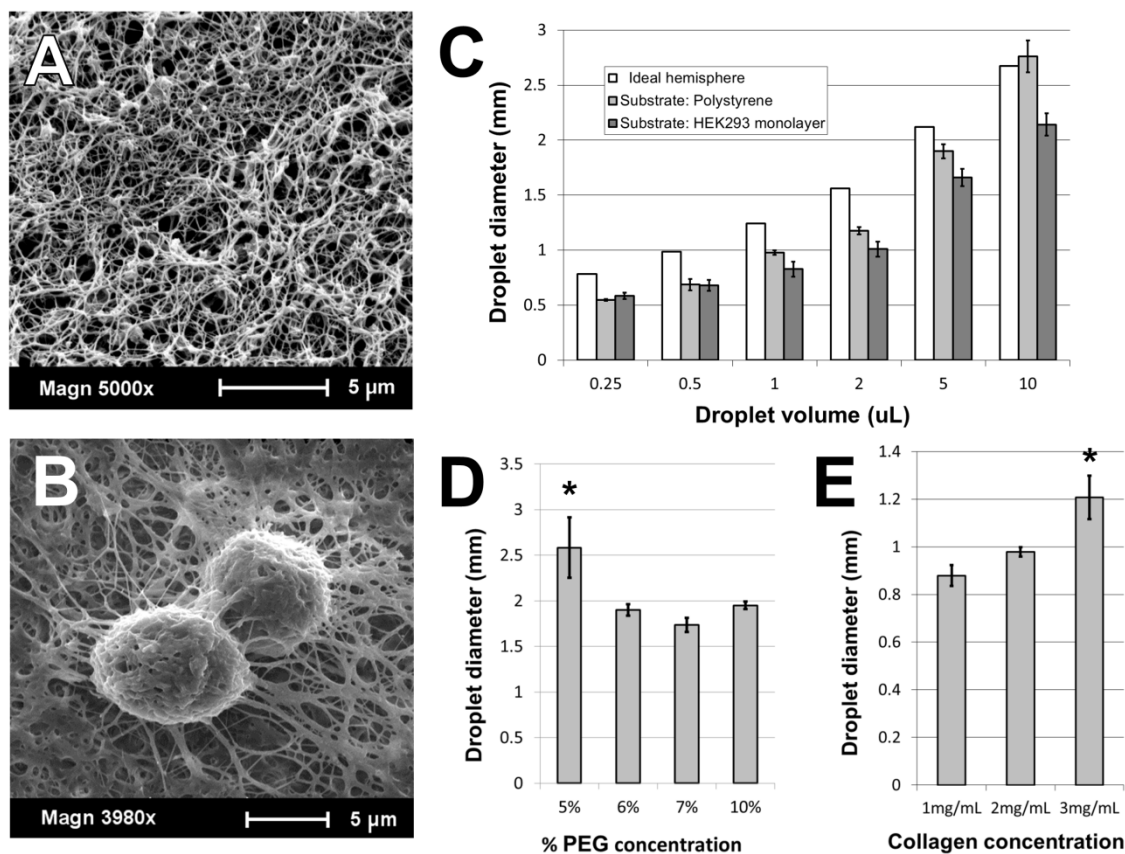 A
Magn 5000x
5 µm
B
Magn 3980x
5 µm
C
Droplet diameter (mm)
3
2.5
2
1.5
1
0.5
0
Ideal hemisphere
Substrate: Polystyrene
Substrate: HEK293 monolayer
0.25 0.5 1 2 5 10
Droplet volume (uL)
D
Droplet diameter (mm)
3.5
3
2.5
2
1.5
1
0.5
0
*
5% 6% 7% 10%
% PEG concentration
E
Droplet diameter (mm)
1.4
1.2
1
0.8
0.6
0.4
0.2
0
*
1mg/mL 2mg/mL 3mg/mL
Collagen concentration